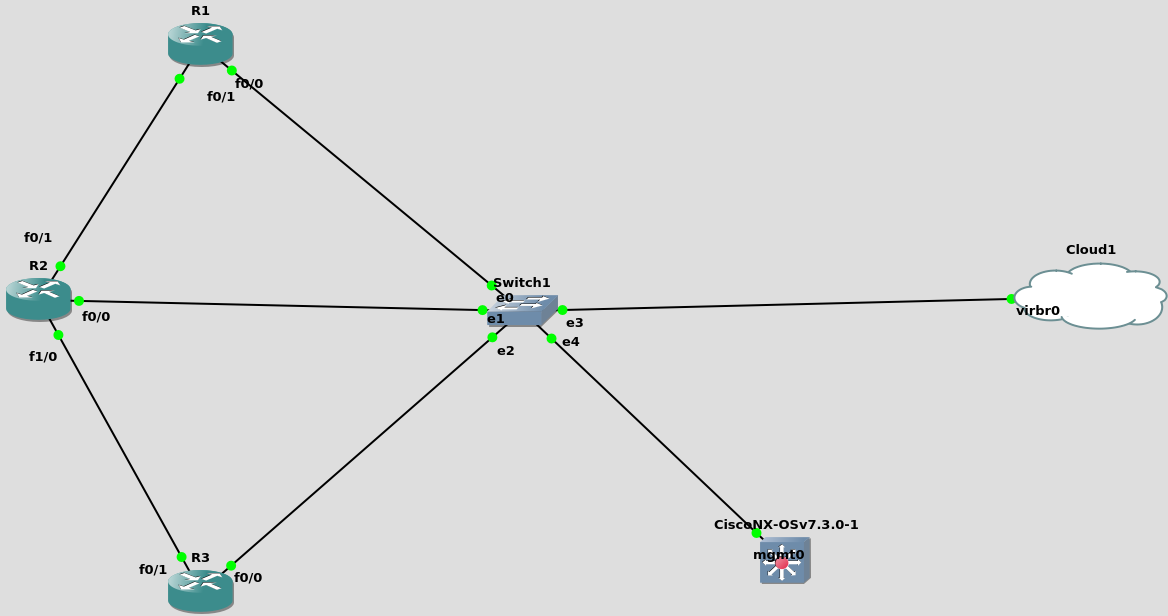 R1
f0/0
f0/1
f0/1
R2
f0/0
f1/0
Switch1
e0
e1
e2
e3
e4
Cloud1
virbr0
CiscoNX-OSv7.3.0-1
mgmt0
R3
f0/1
f0/0